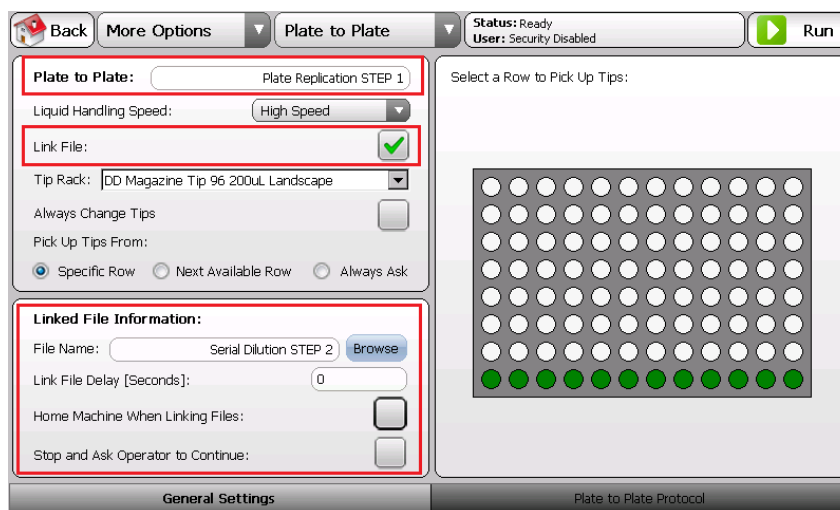 Back
More Options
Plate to Plate
Status: Ready
User: Security Disabled
Run
Plate to Plate: Plate Replication STEP 1
Liquid Handling Speed: High Speed
Link File:
Tip Rack: DD Magazine Tip 96 200uL Landscape
Always Change Tips
Pick Up Tips From:
Specific Row Next Available Row Always Ask
Linked File Information:
File Name: Serial Dilution STEP 2 Browse
Link File Delay [Seconds]: 0
Home Machine When Linking Files:
Stop and Ask Operator to Continue:
Select a Row to Pick Up Tips:
General Settings
Plate to Plate Protocol